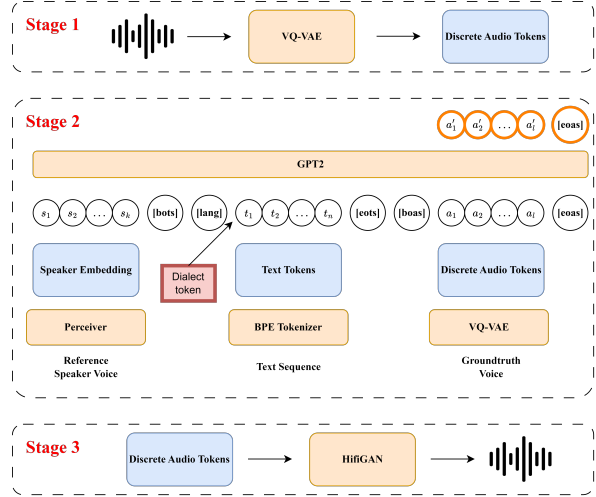 Stage 1
VQ-VAE
Discrete Audio Tokens
Stage 2
a'1 a'2 ... a'l [eoas]
GPT2
s1 s2 ... sk [bots] [lang] t1 t2 ... tn [eots] [boas] a1 a2 ... al [eoas]
Speaker Embedding
Dialect
token
Text Tokens
Discrete Audio Tokens
Perceiver
BPE Tokenizer
VQ-VAE
Reference
Speaker Voice
Text Sequence
Groundtruth
Voice
Stage 3
Discrete Audio Tokens
HifiGAN